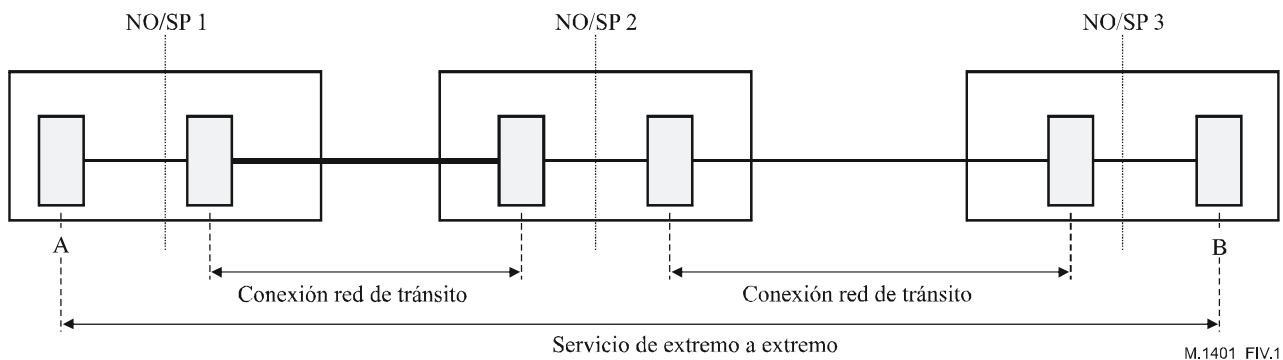 NO/SP 1
NO/SP 2
NO/SP 3
A
B
Conexión red de tránsito
Conexión red de tránsito
Servicio de extremo a extremo
M.1401_FIV.1